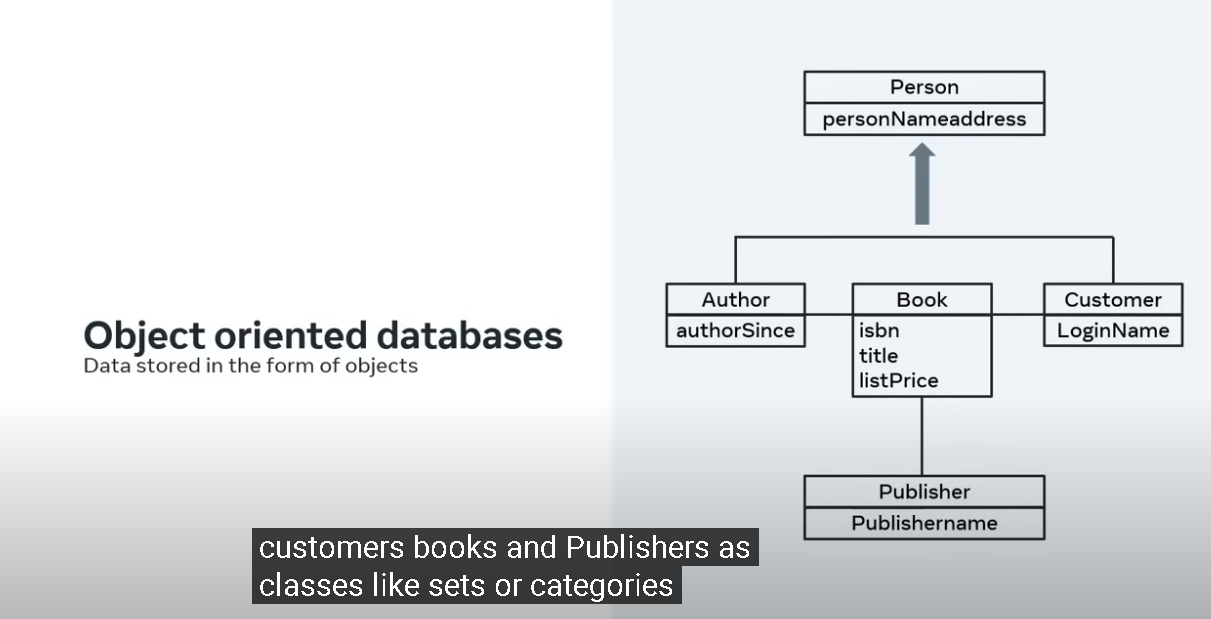 Object oriented databases
Data stored in the form of objects
Person
personNameaddress
Author
authorSince
Book
isbn
title
listPrice
Customer
LoginName
Publisher
Publishername
customers books and Publishers as
classes like sets or categories